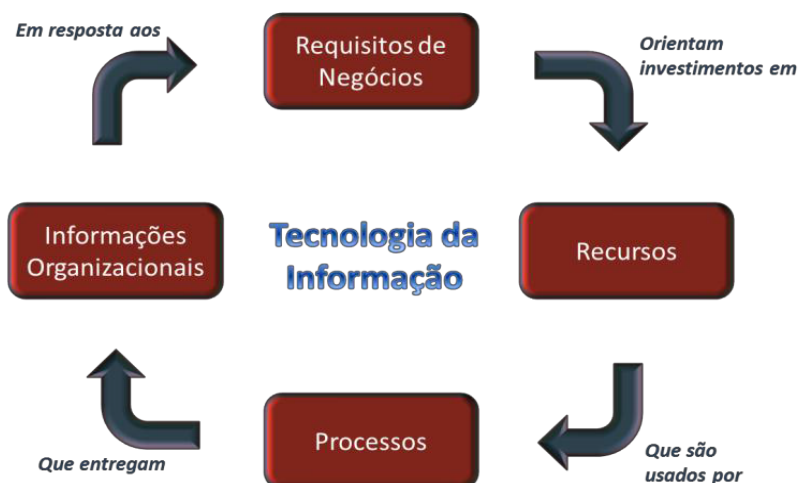 Em resposta aos
Requisitos de
Negócios
Orientam
investimentos em
Informações
Organizacionais
Tecnologia da
Informação
Recursos
Processos
Que entregam
Que são
usados por